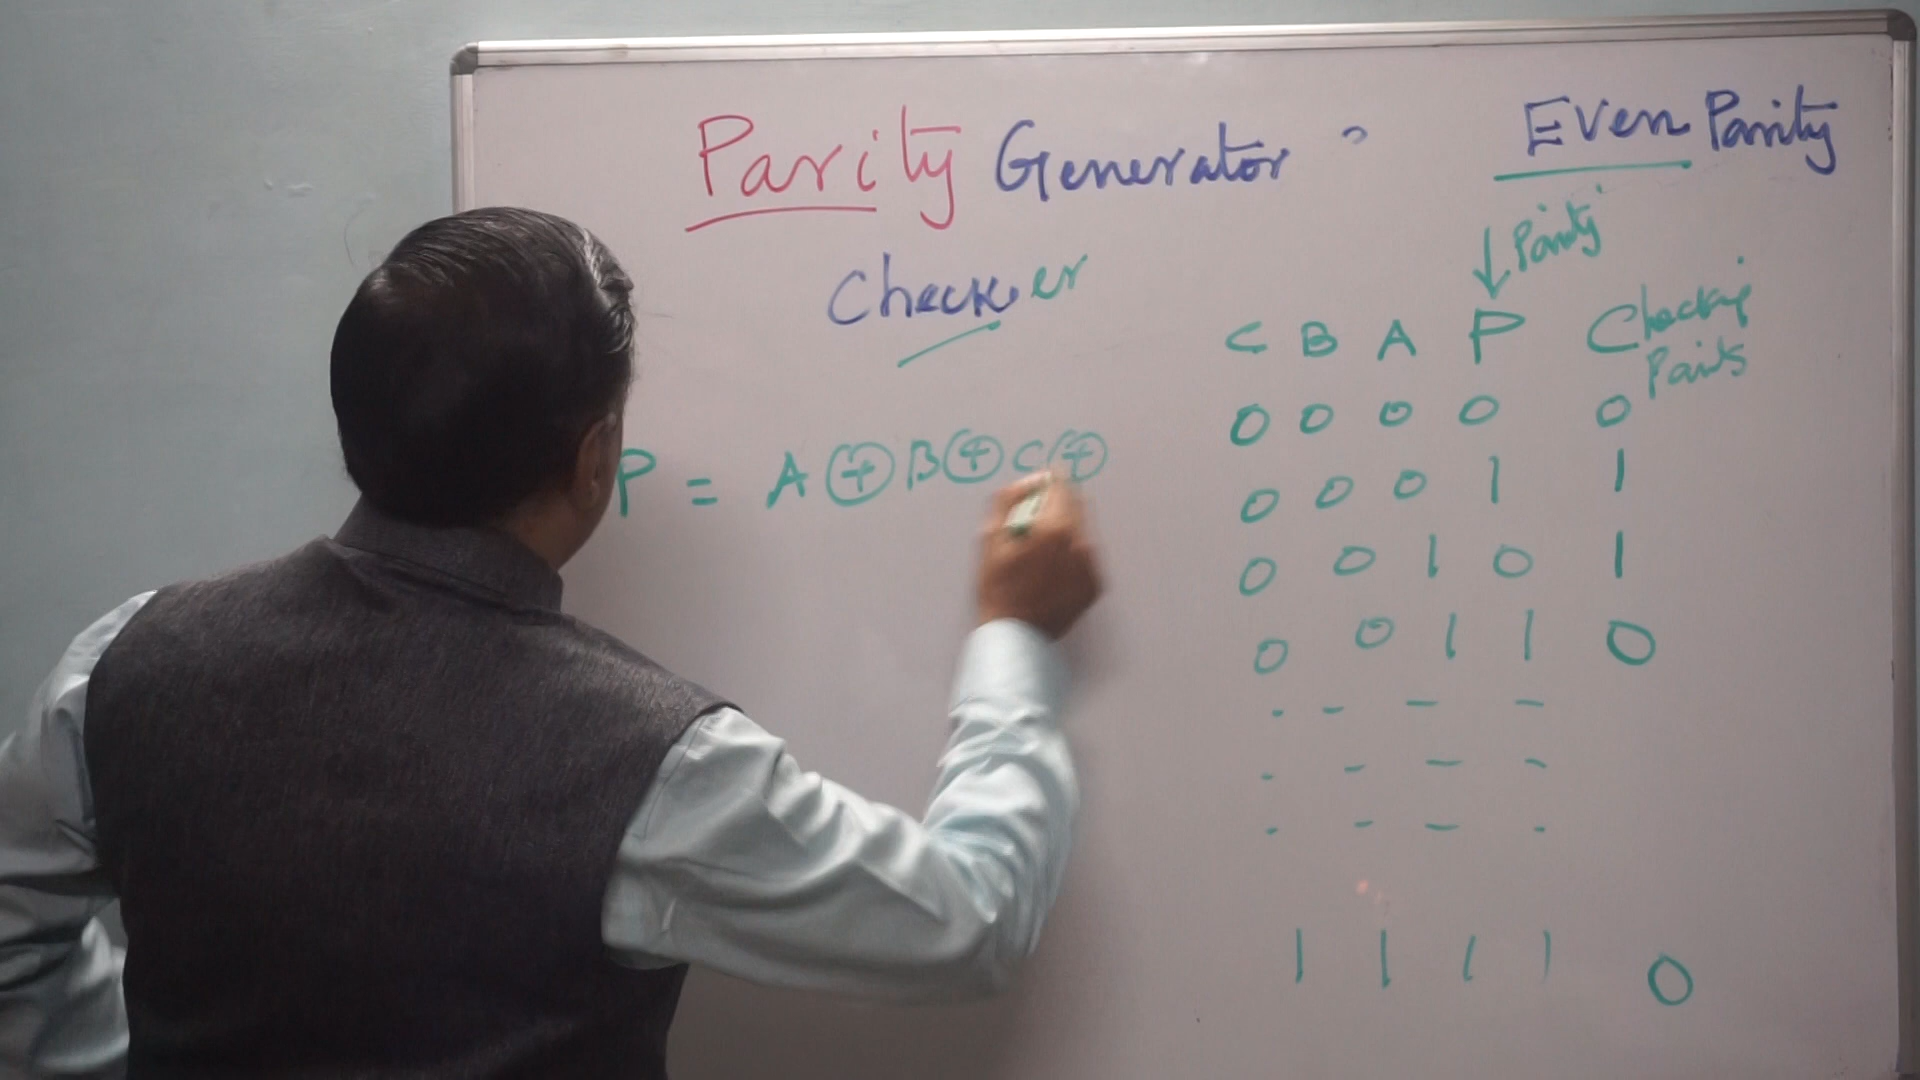 Parity Generator
Even Parity
Checker
↓ Parity
C B A P Checking
Parity
P = A ⊕ B ⊕ C ⊕
0 0 0 0 0
0 0 0 1 1
0 0 1 0 1
0 0 1 1 0
- - - -
- - - -
- - - -
1 1 1 1 0